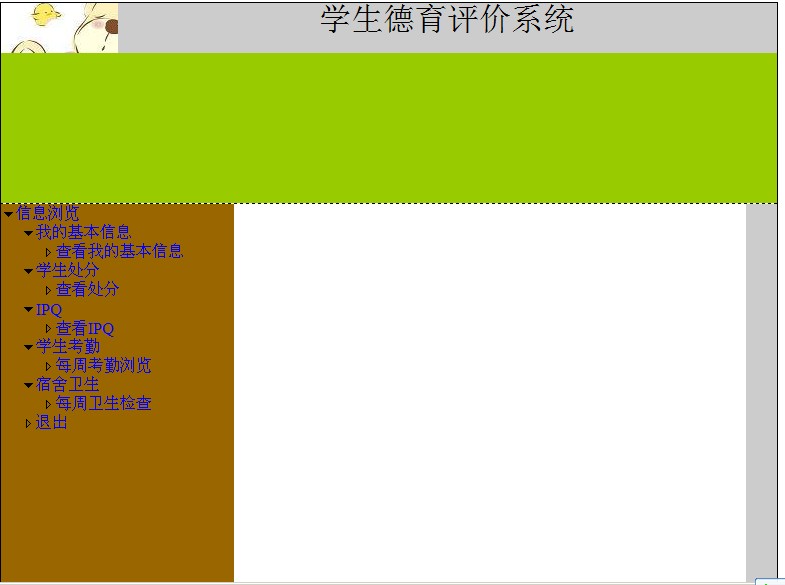 学生德育评价系统
信息浏览
我的基本信息
查看我的基本信息
学生处分
查看处分
IPQ
查看IPQ
学生考勤
每周考勤浏览
宿舍卫生
每周卫生检查
退出